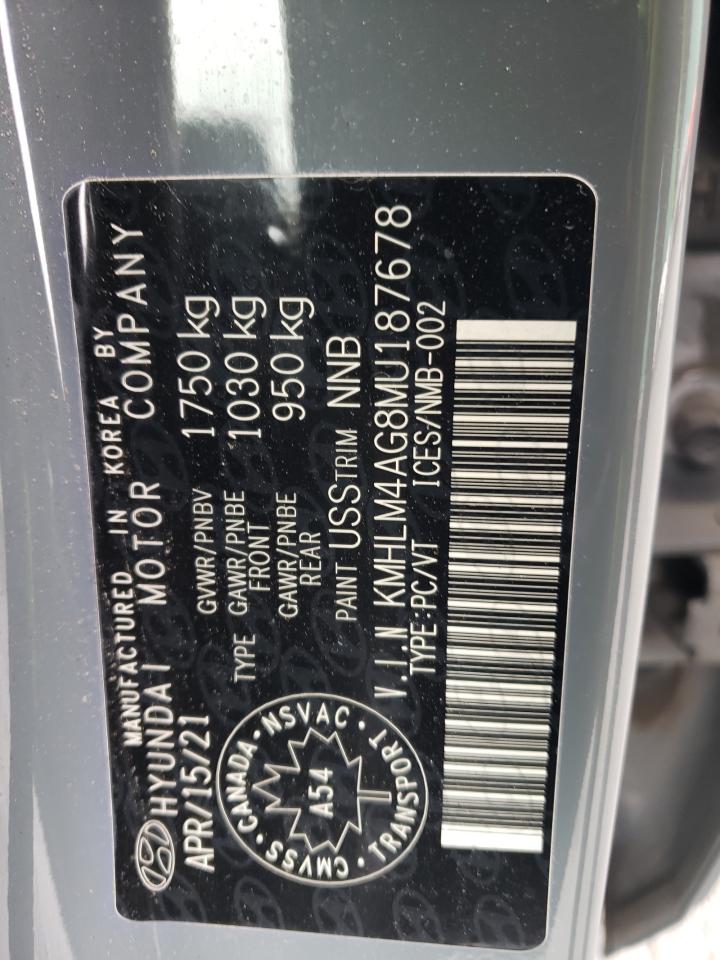 MANUFACTURED IN KOREA BY
HYUNDAI MOTOR COMPANY
APR/15/21
GVWR/PNBV 1750 kg
TYPE GAWR/PNBE FRONT 1030 kg
GAWR/PNBE REAR 950 kg
PAINT USS TRIM NNB
V.I.N KMHLM4AG8MU187678
TYPE:PC/VT ICES/NMB-002
CANADA · NSVAC · TRANSPORT · CMVSS
A54